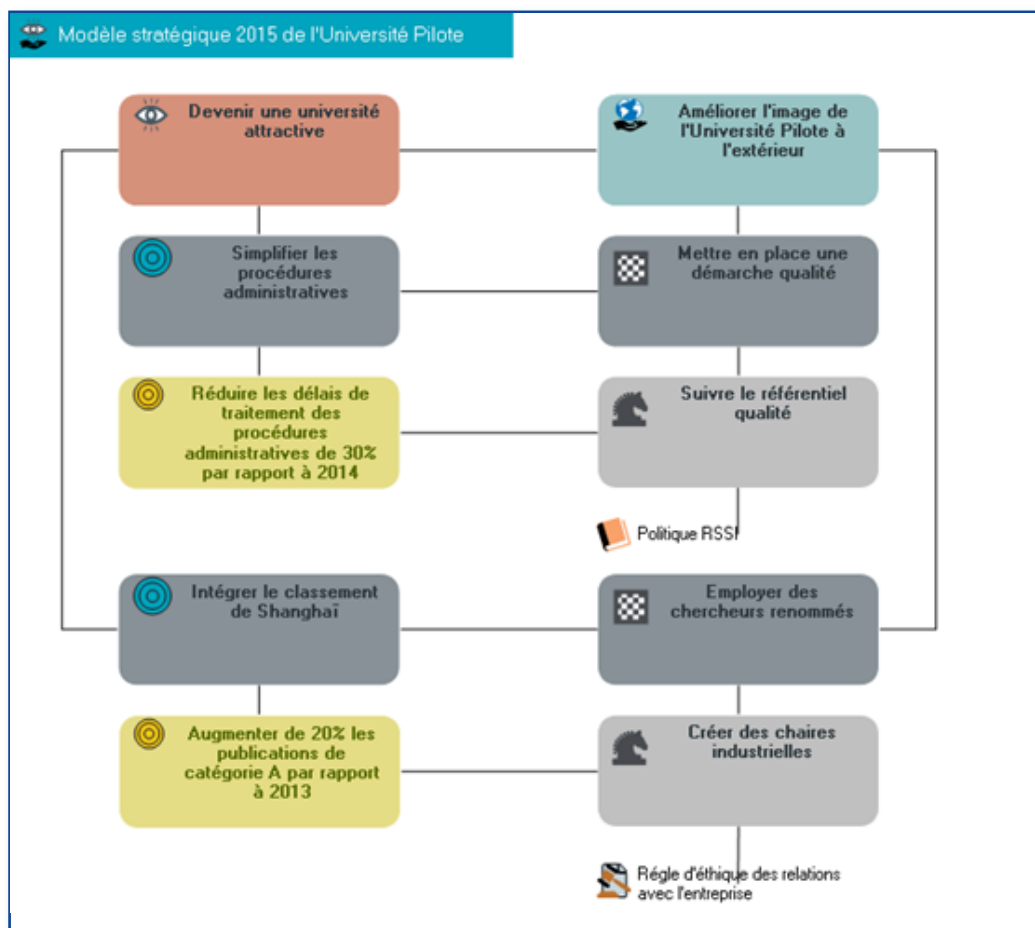 Modèle stratégique 2015 de l'Université Pilote
Devenir une université
attractive
Améliorer l'image de
l'Université Pilote à
l'extérieur
Simplifier les
procédures
administratives
Mettre en place une
démarche qualité
Réduire les délais de
traitement des
procédures
administratives de 30%
par rapport à 2014
Suivre le référentiel
qualité
Politique RSSI
Intégrer le classement
de Shanghaï
Employer des
chercheurs renommés
Augmenter de 20% les
publications de
catégorie A par rapport
à 2013
Créer des chaires
industrielles
Régle d'éthique des relations
avec l'entreprise